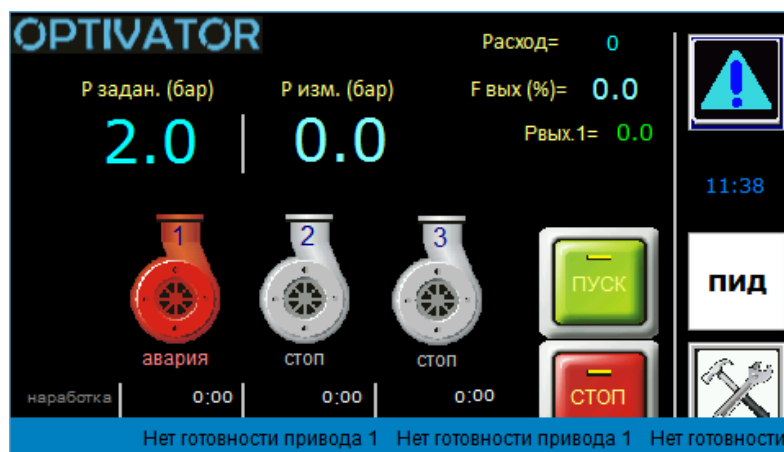 OPTIVATOR
Расход= 0
P задан. (бар) P изм. (бар) F вых (%)= 0.0
2.0 0.0 Pвых.1= 0.0
11:38
1 2 3
ПУСК ПИД
авария стоп стоп
наработка 0:00 0:00 0:00 СТОП
Нет готовности привода 1 Нет готовности привода 1 Нет готовности